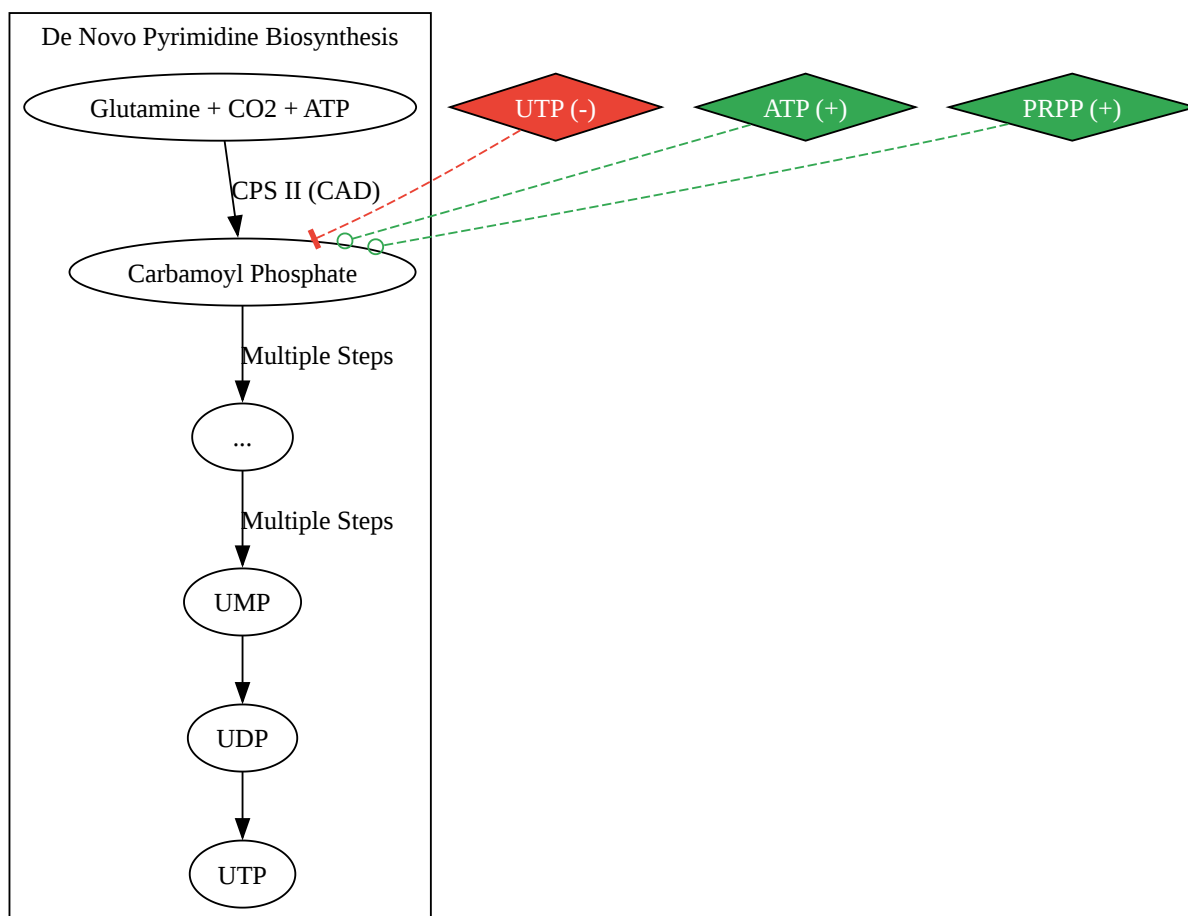 De Novo Pyrimidine Biosynthesis
Glutamine + CO2 + ATP
UTP (-)
ATP (+)
PRPP (+)
CPS II (CAD)
Carbamoyl Phosphate
Multiple Steps
...
Multiple Steps
UMP
UDP
UTP